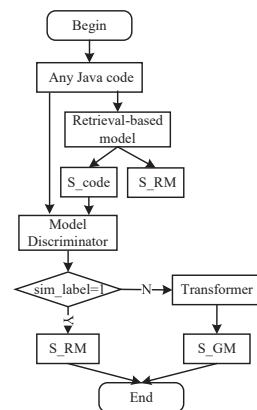 Begin
Any Java code
Retrieval-based
model
S_code
S_RM
Model
Discriminator
sim_label=1
N
Transformer
Y
S_RM
S_GM
End